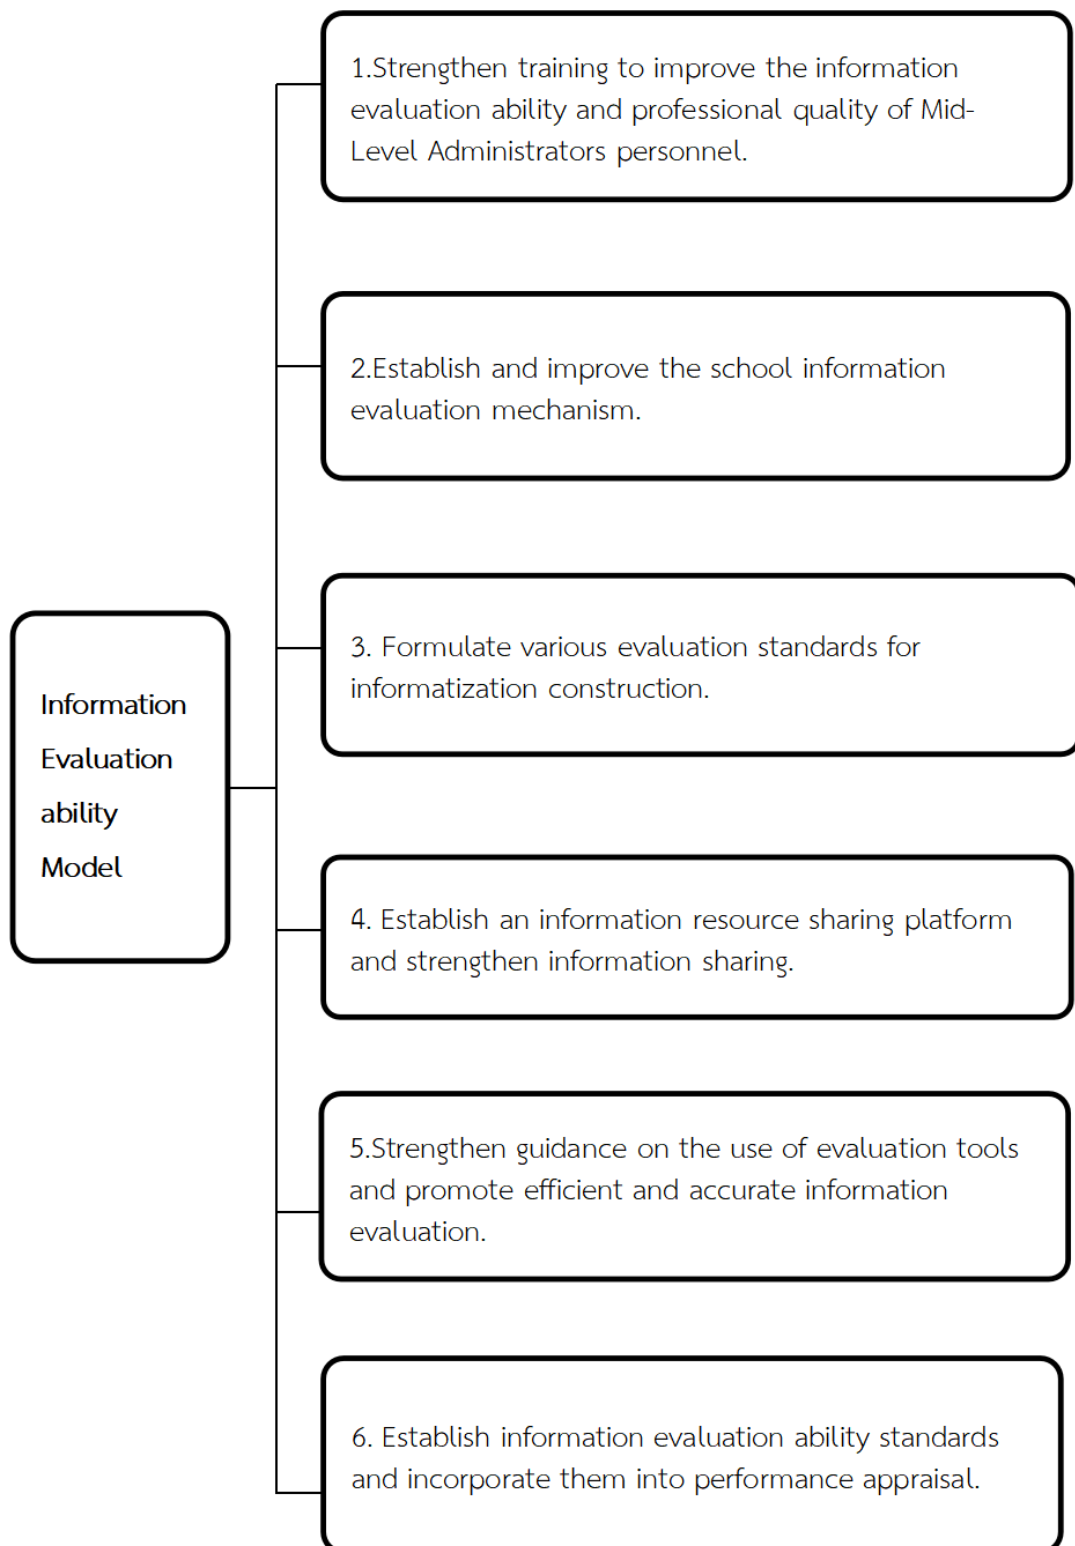 1.Strengthen training to improve the information
evaluation ability and professional quality of Mid-
Level Administrators personnel.
2.Establish and improve the school information
evaluation mechanism.
3. Formulate various evaluation standards for
informatization construction.
Information
Evaluation
ability
Model
4. Establish an information resource sharing platform
and strengthen information sharing.
5.Strengthen guidance on the use of evaluation tools
and promote efficient and accurate information
evaluation.
6. Establish information evaluation ability standards
and incorporate them into performance appraisal.